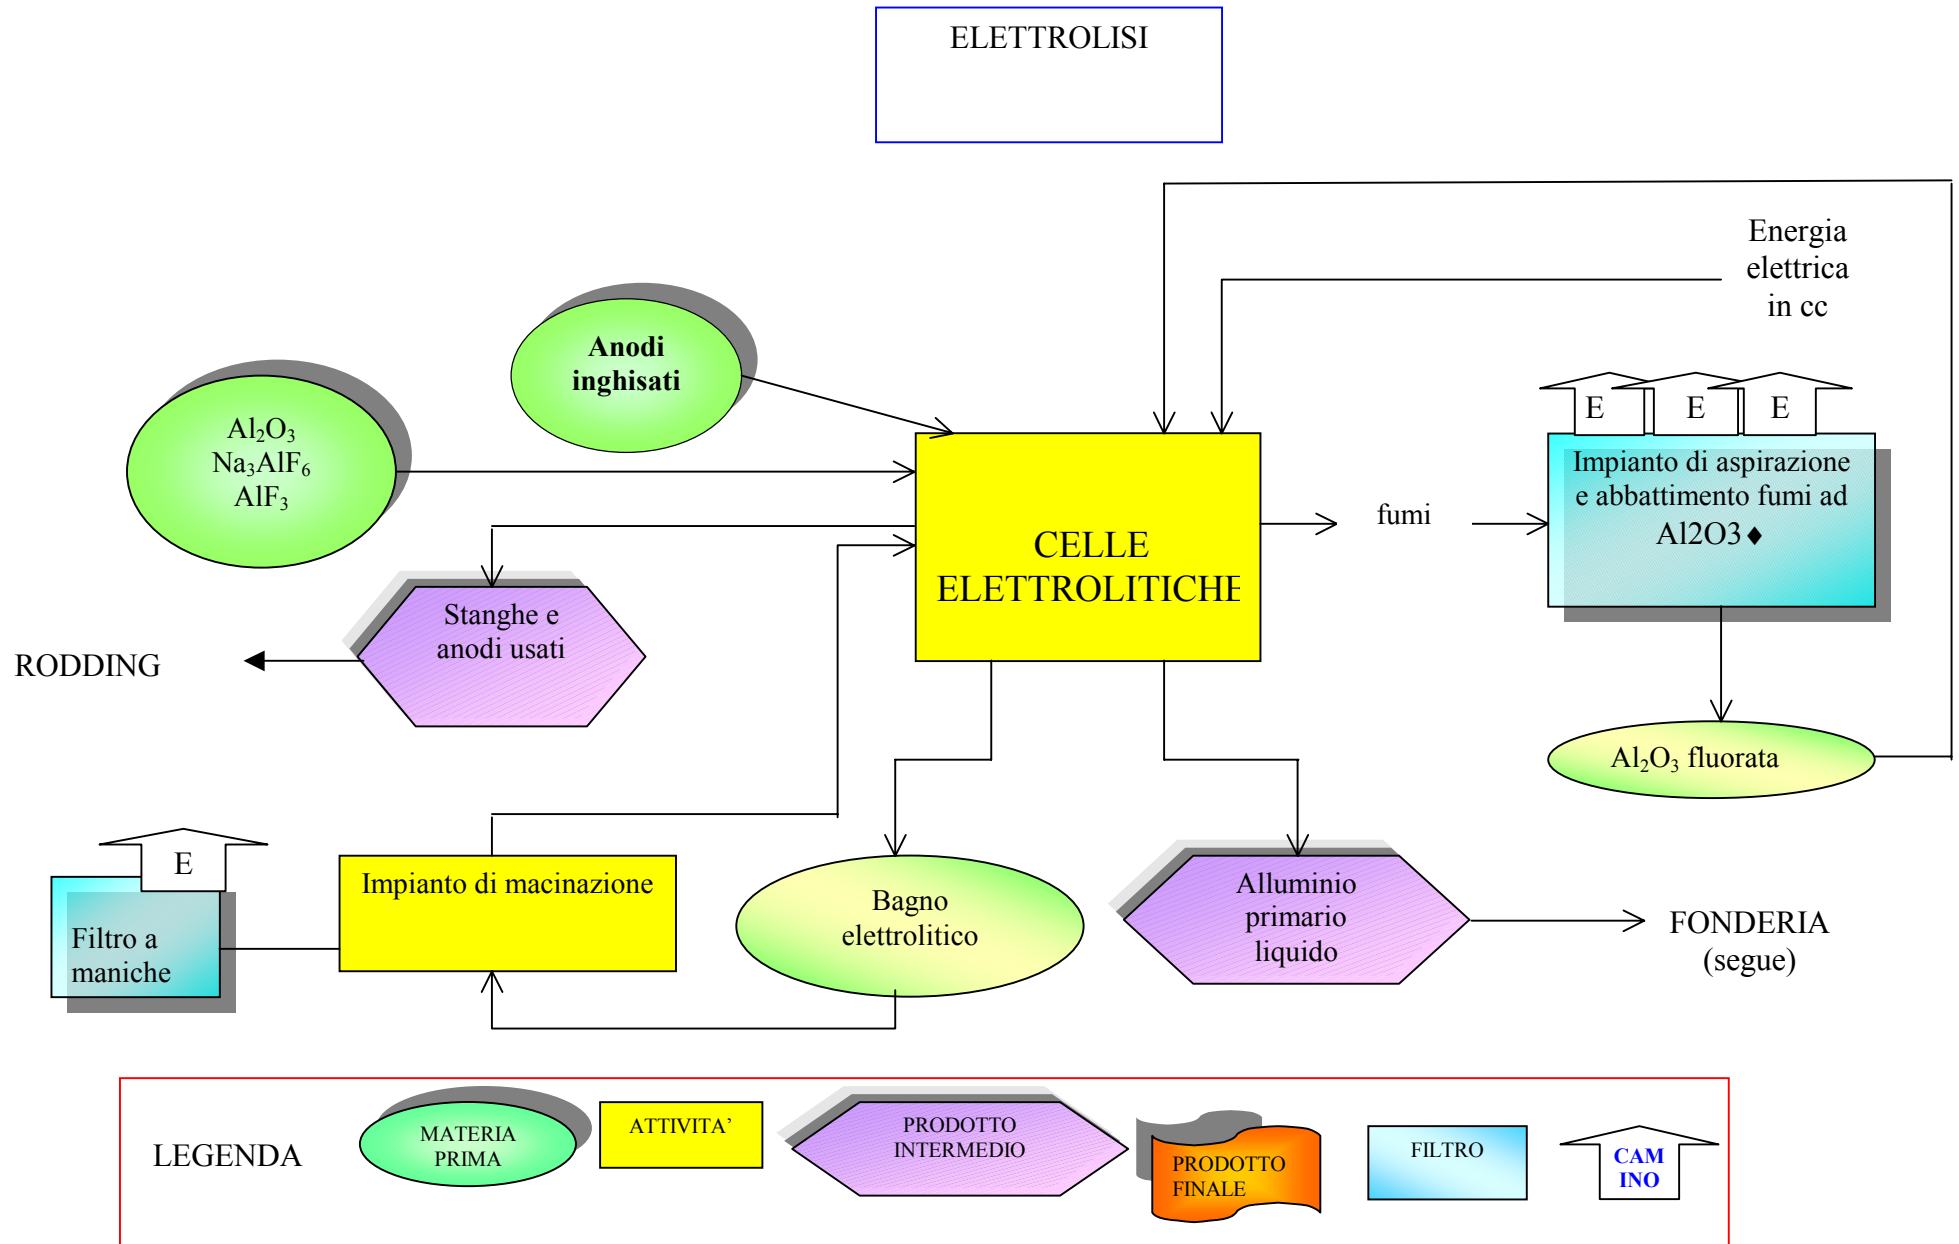 ELETTROLISI
Energia
elettrica
in cc
Anodi
inghisati
Al₂O₃
Na₃AlF₆
AlF₃
E
E
E
Impianto di aspirazione
e abbattimento fumi ad
Al2O3 ♦
fumi
CELLE
ELETTROLITICHE
Stanghe e
anodi usati
RODDING
Al₂O₃ fluorata
E
Filtro a
maniche
Impianto di macinazione
Bagno
elettrolitico
Alluminio
primario
liquido
FONDERIA
(segue)
LEGENDA
MATERIA
PRIMA
ATTIVITA’
PRODOTTO
INTERMEDIO
PRODOTTO
FINALE
FILTRO
CAM
INO